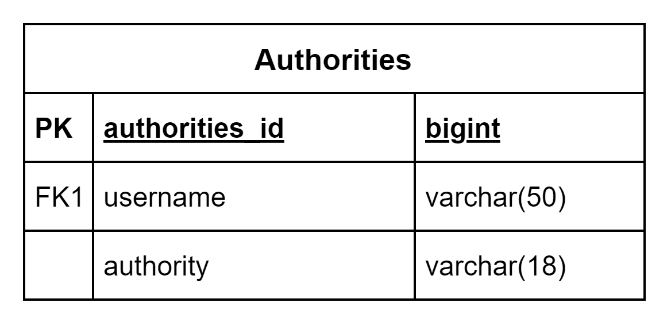 Authorities
PK authorities_id bigint
FK1 username varchar(50)
authority varchar(18)